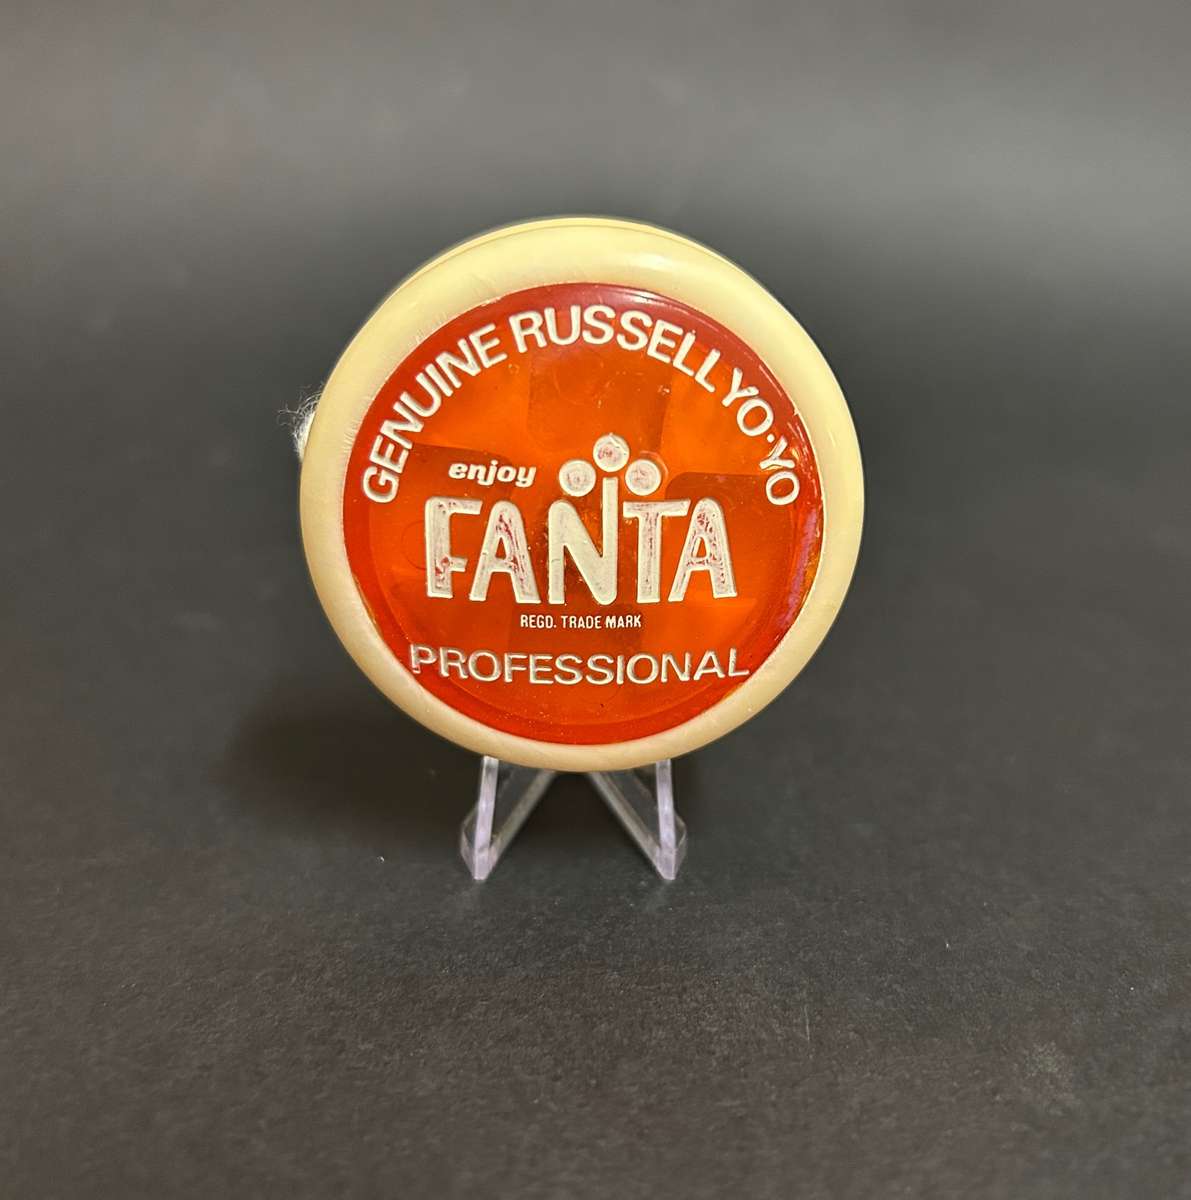 GENUINE RUSSELL YO-YO
enjoy
FANTA
REGD. TRADE MARK
PROFESSIONAL